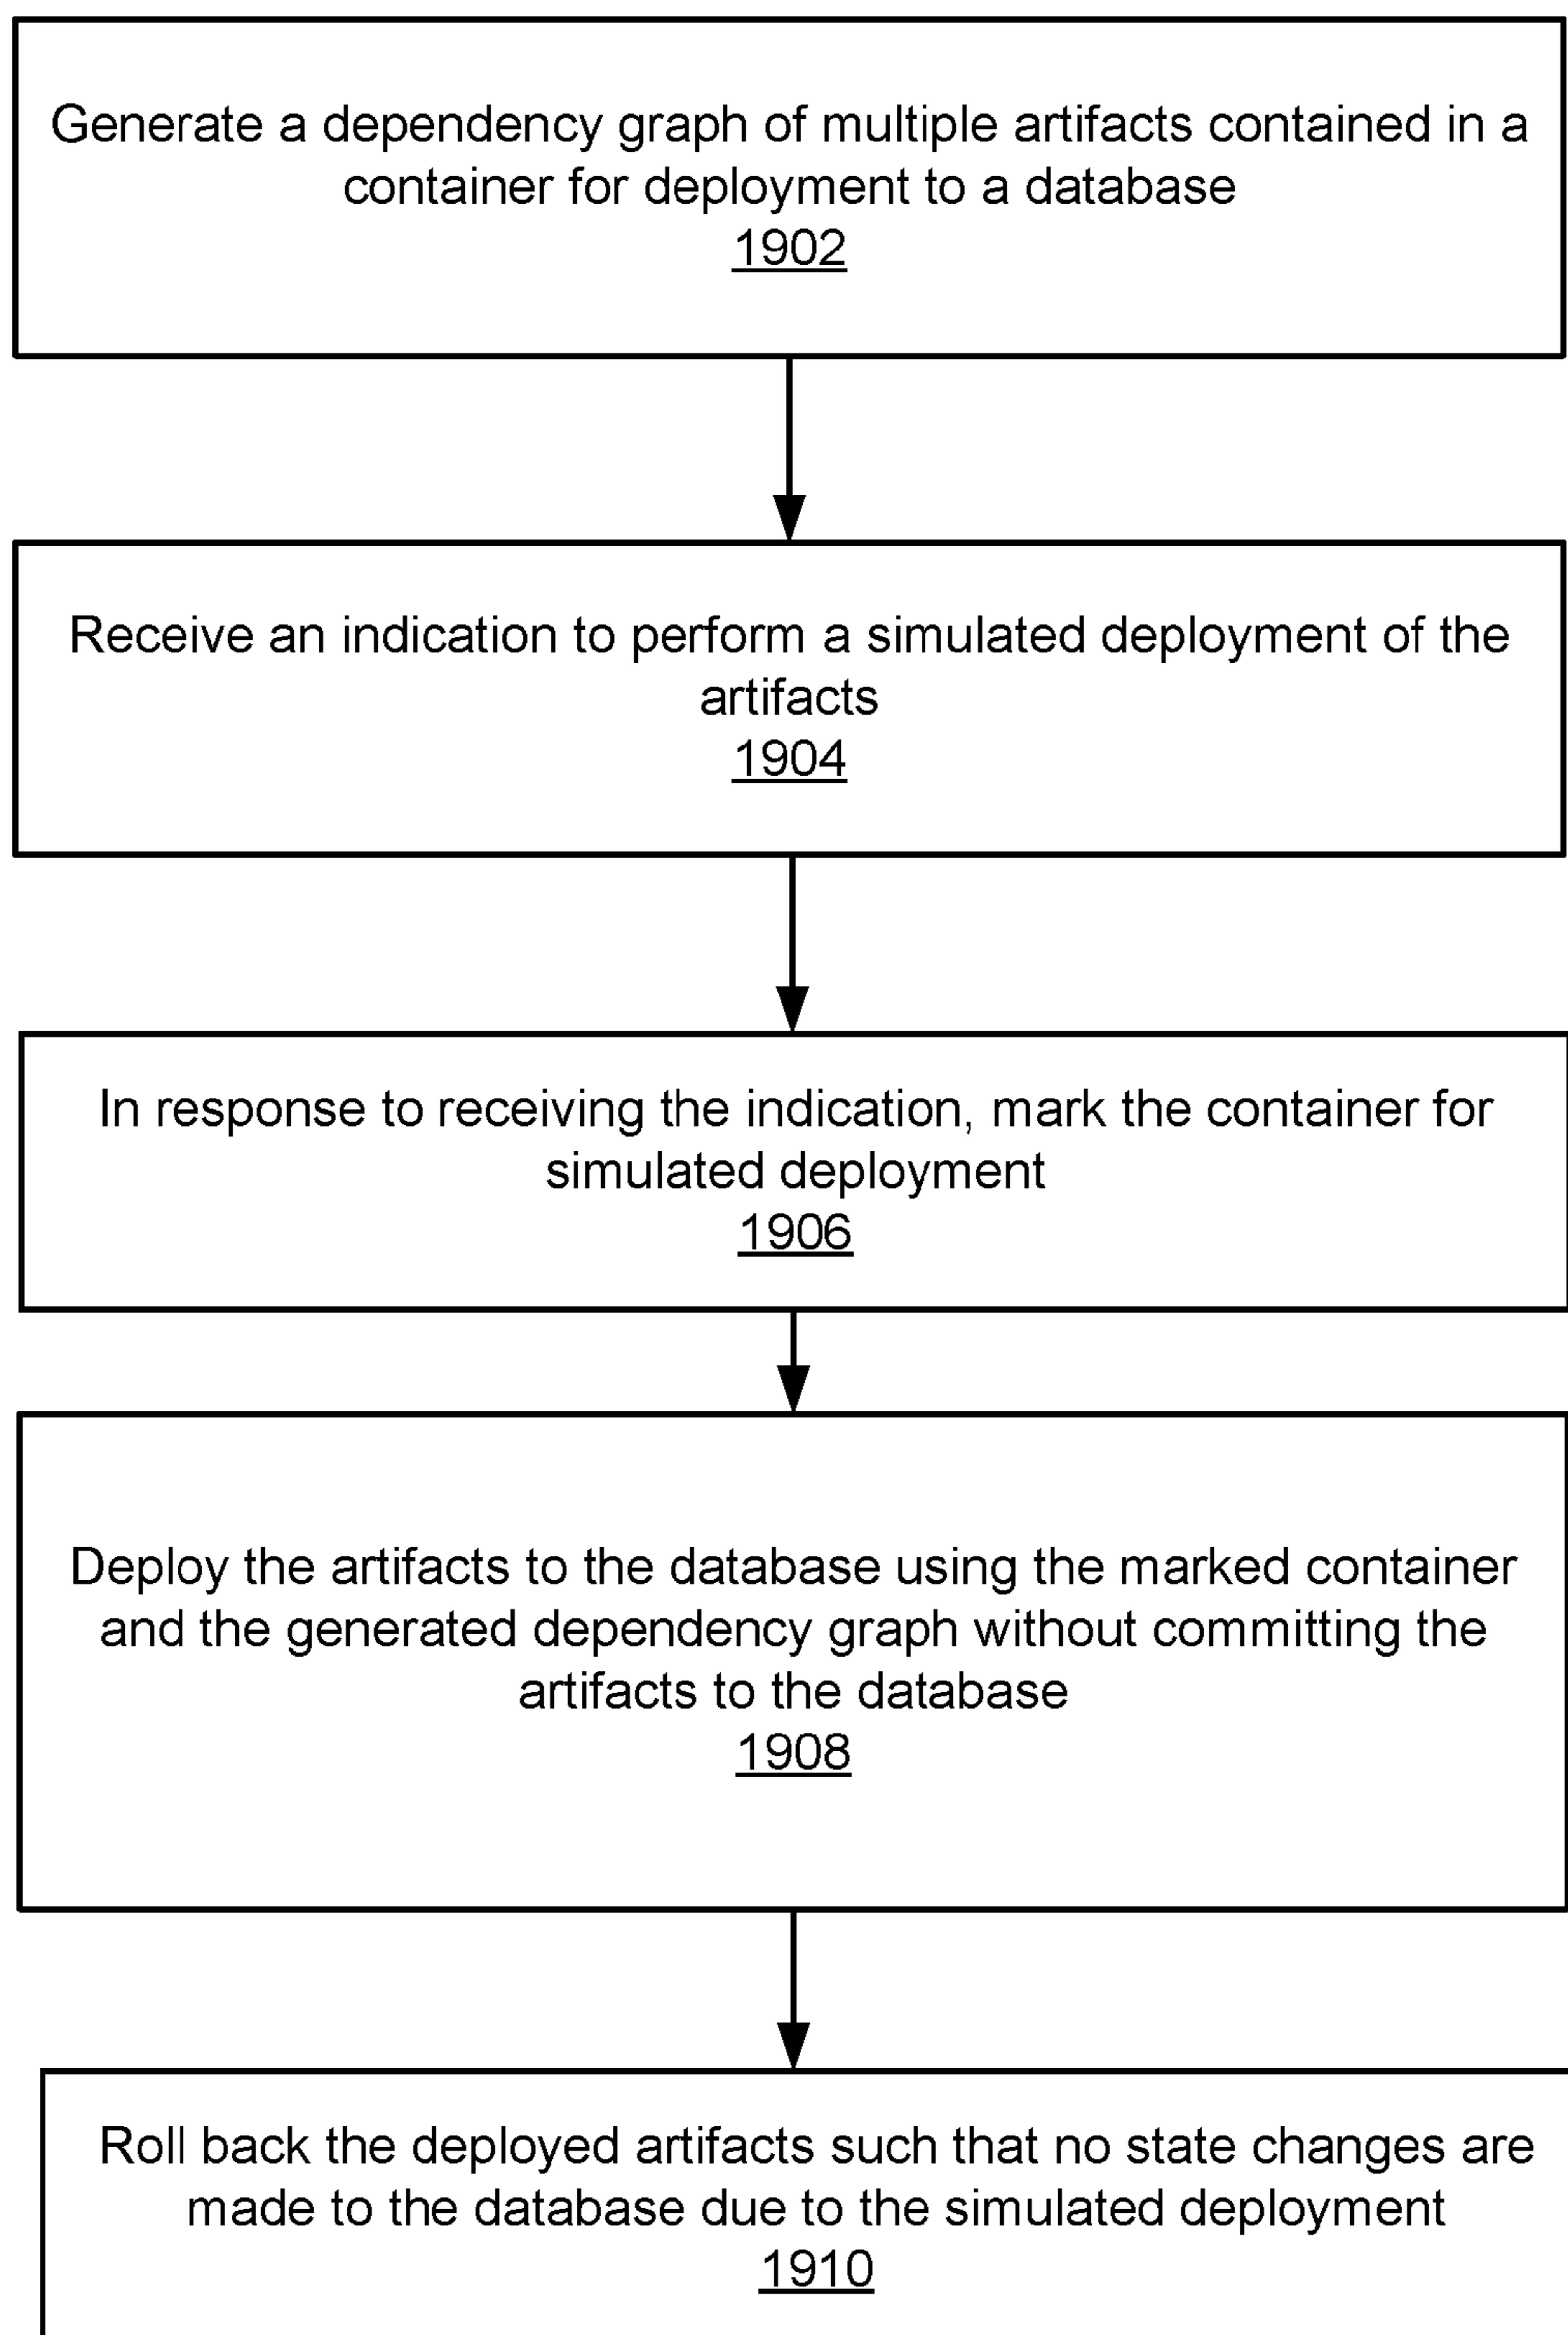 Generate a dependency graph of multiple artifacts contained in a
container for deployment to a database
1902
Receive an indication to perform a simulated deployment of the
artifacts
1904
In response to receiving the indication, mark the container for
simulated deployment
1906
Deploy the artifacts to the database using the marked container
and the generated dependency graph without committing the
artifacts to the database
1908
Roll back the deployed artifacts such that no state changes are
made to the database due to the simulated deployment
1910